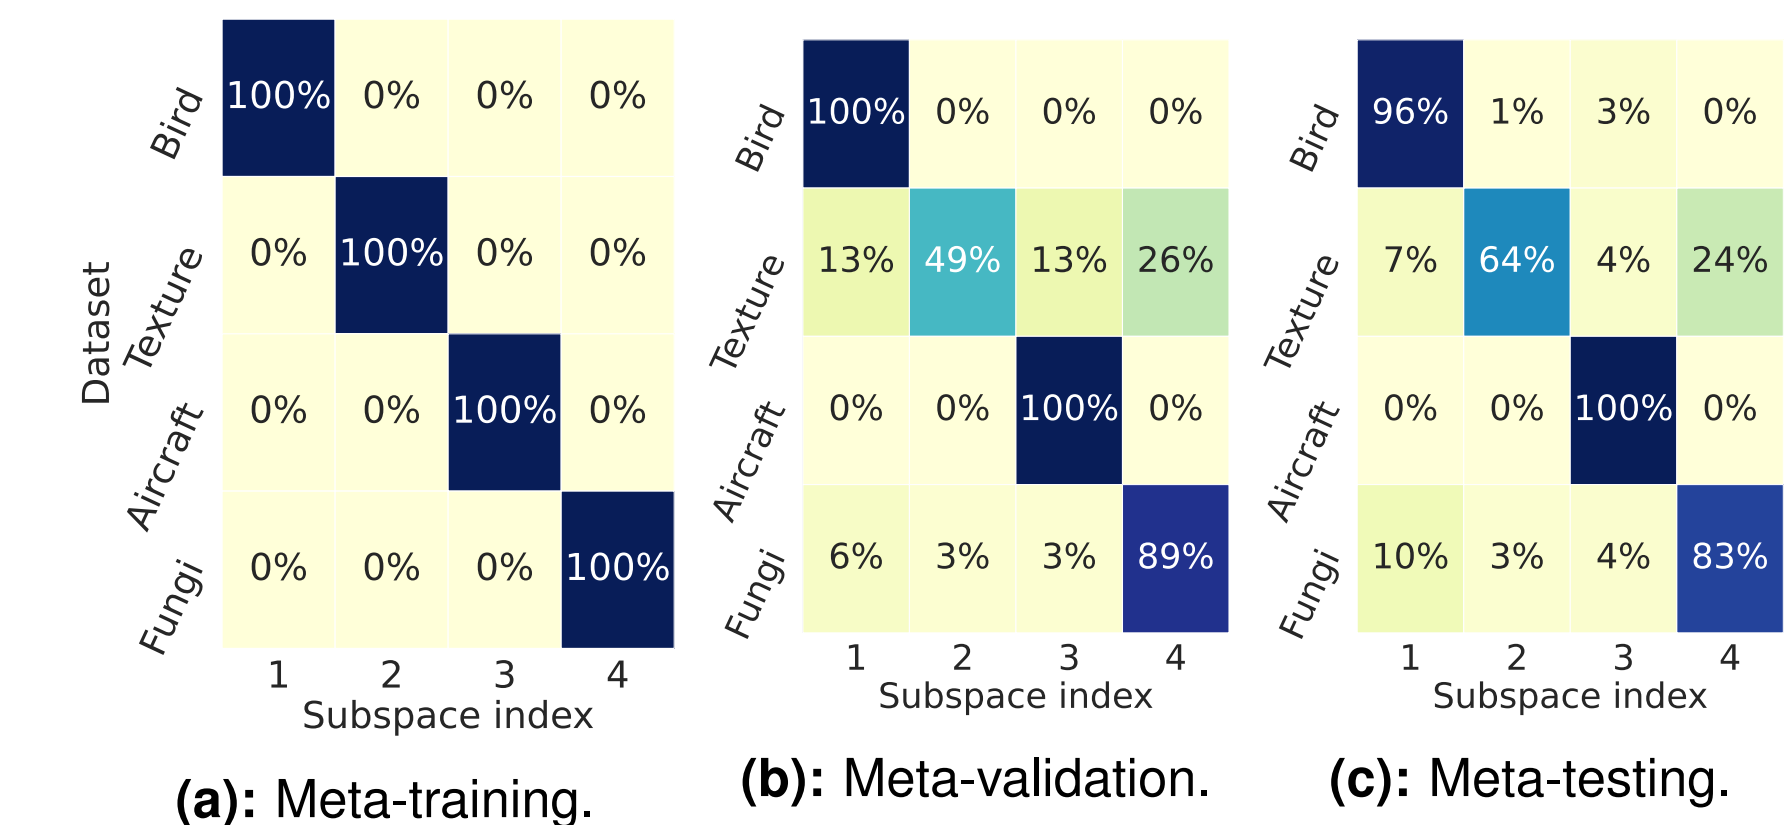 Dataset
Bird 100% 0% 0% 0%
Texture 0% 100% 0% 0%
Aircraft 0% 0% 100% 0%
Fungi 0% 0% 0% 100%
1 2 3 4
Subspace index
(a): Meta-training.
Bird 100% 0% 0% 0%
Texture 13% 49% 13% 26%
Aircraft 0% 0% 100% 0%
Fungi 6% 3% 3% 89%
1 2 3 4
Subspace index
(b): Meta-validation.
Bird 96% 1% 3% 0%
Texture 7% 64% 4% 24%
Aircraft 0% 0% 100% 0%
Fungi 10% 3% 4% 83%
1 2 3 4
Subspace index
(c): Meta-testing.